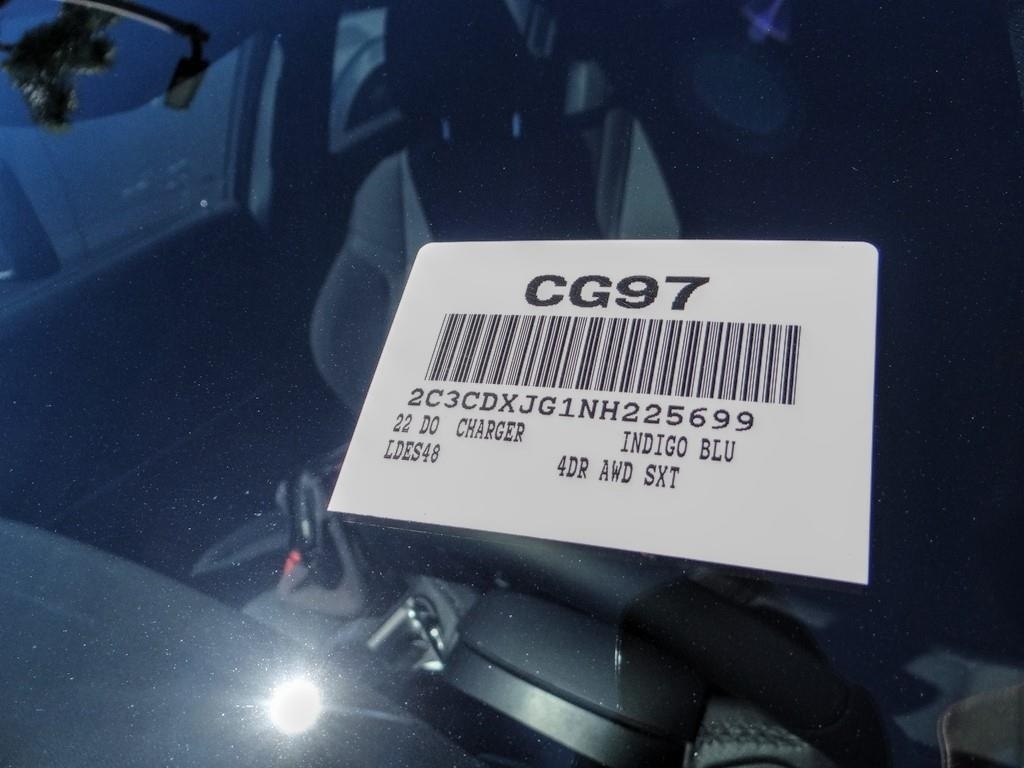 CG97
2C3CDXJG1NH225699
22 DO CHARGER INDIGO BLU
LDES48 4DR AWD SXT